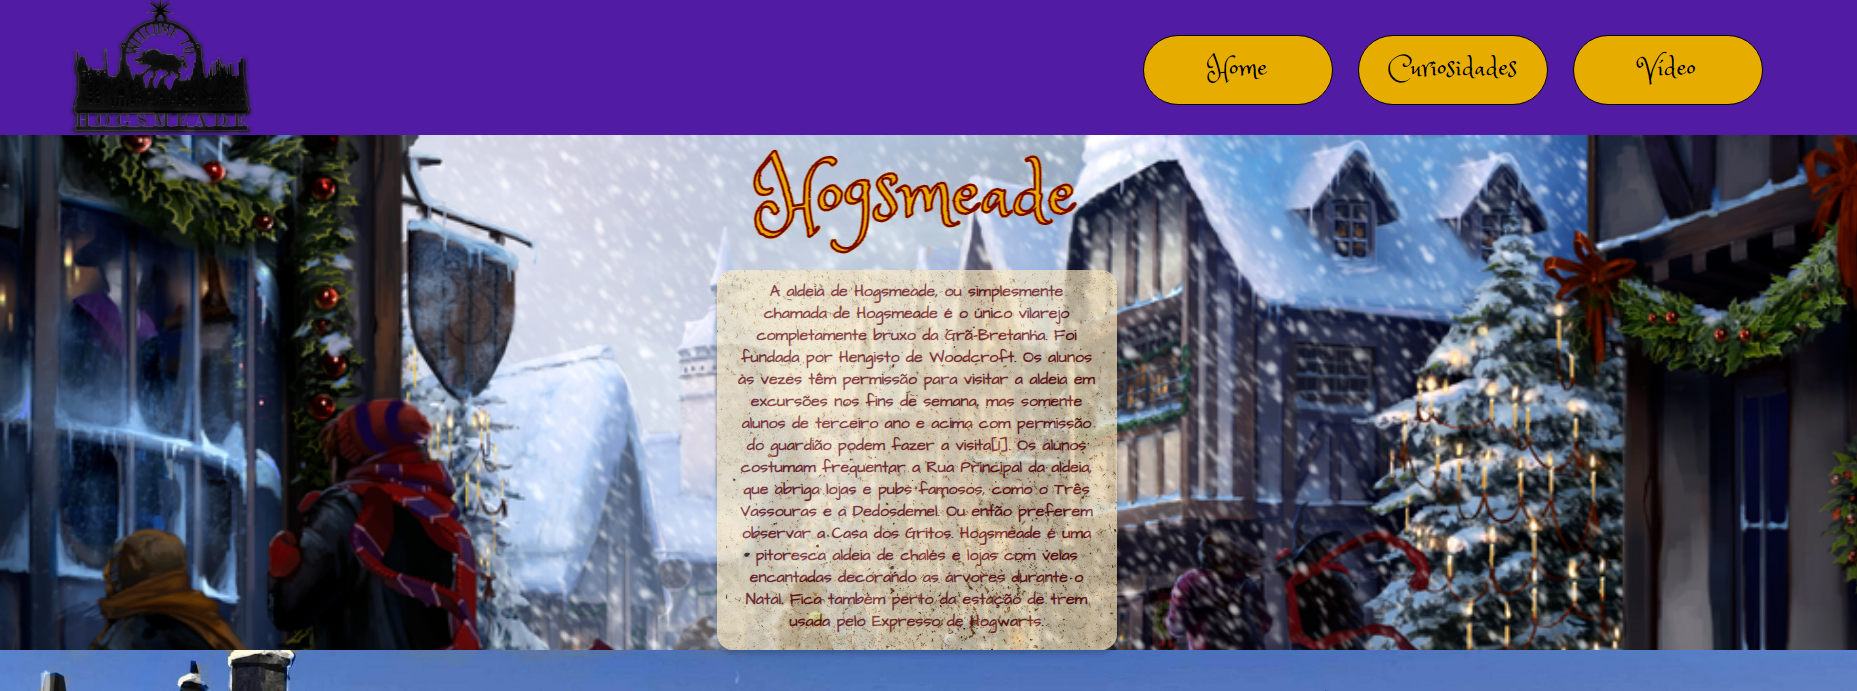 WELCOME TO
HOGSMEADE
Home
Curiosidades
Vídeo
Hogsmeade
A aldeia de Hogsmeade, ou simplesmente
chamada de Hogsmeade é o único vilarejo
completamente bruxo da Grã-Bretanha. Foi
fundada por Hengisto de Woodcroft. Os alunos
às vezes têm permissão para visitar a aldeia em
excursões nos fins de semana, mas somente
alunos de terceiro ano e acima com permissão
do guardião podem fazer a visita[1]. Os alunos
costumam frequentar a Rua Principal da aldeia,
que abriga lojas e pubs famosos, como o Três
Vassouras e a Dedosdemel. Ou então preferem
observar a Casa dos Gritos. Hogsmeade é uma
pitoresca aldeia de chalés e lojas com velas
encantadas decorando as árvores durante o
Natal. Fica também perto da estação de trem
usada pelo Expresso de Hogwarts.